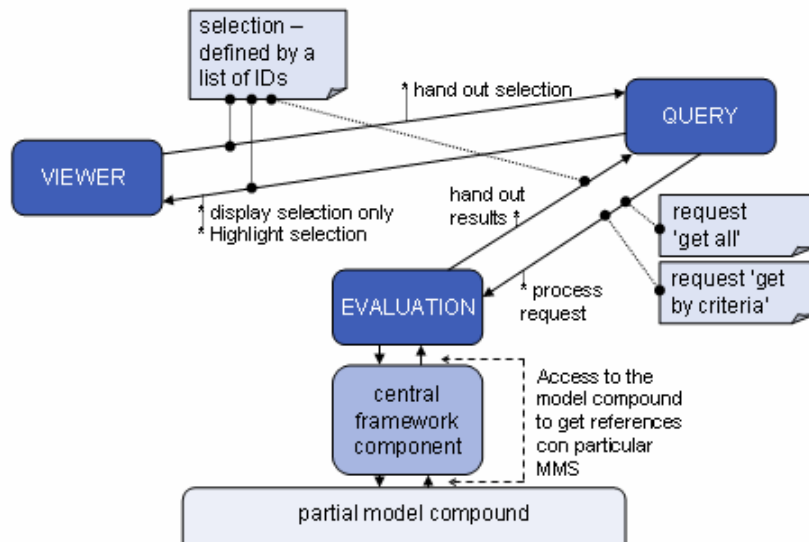 selection –
defined by a
list of IDs
* hand out selection
QUERY
VIEWER
* display selection only
* Highlight selection
hand out
results *
request
'get all'
request 'get
by criteria'
* process
request
EVALUATION
central
framework
component
Access to the
model compound
to get references
con particular
MMS
partial model compound